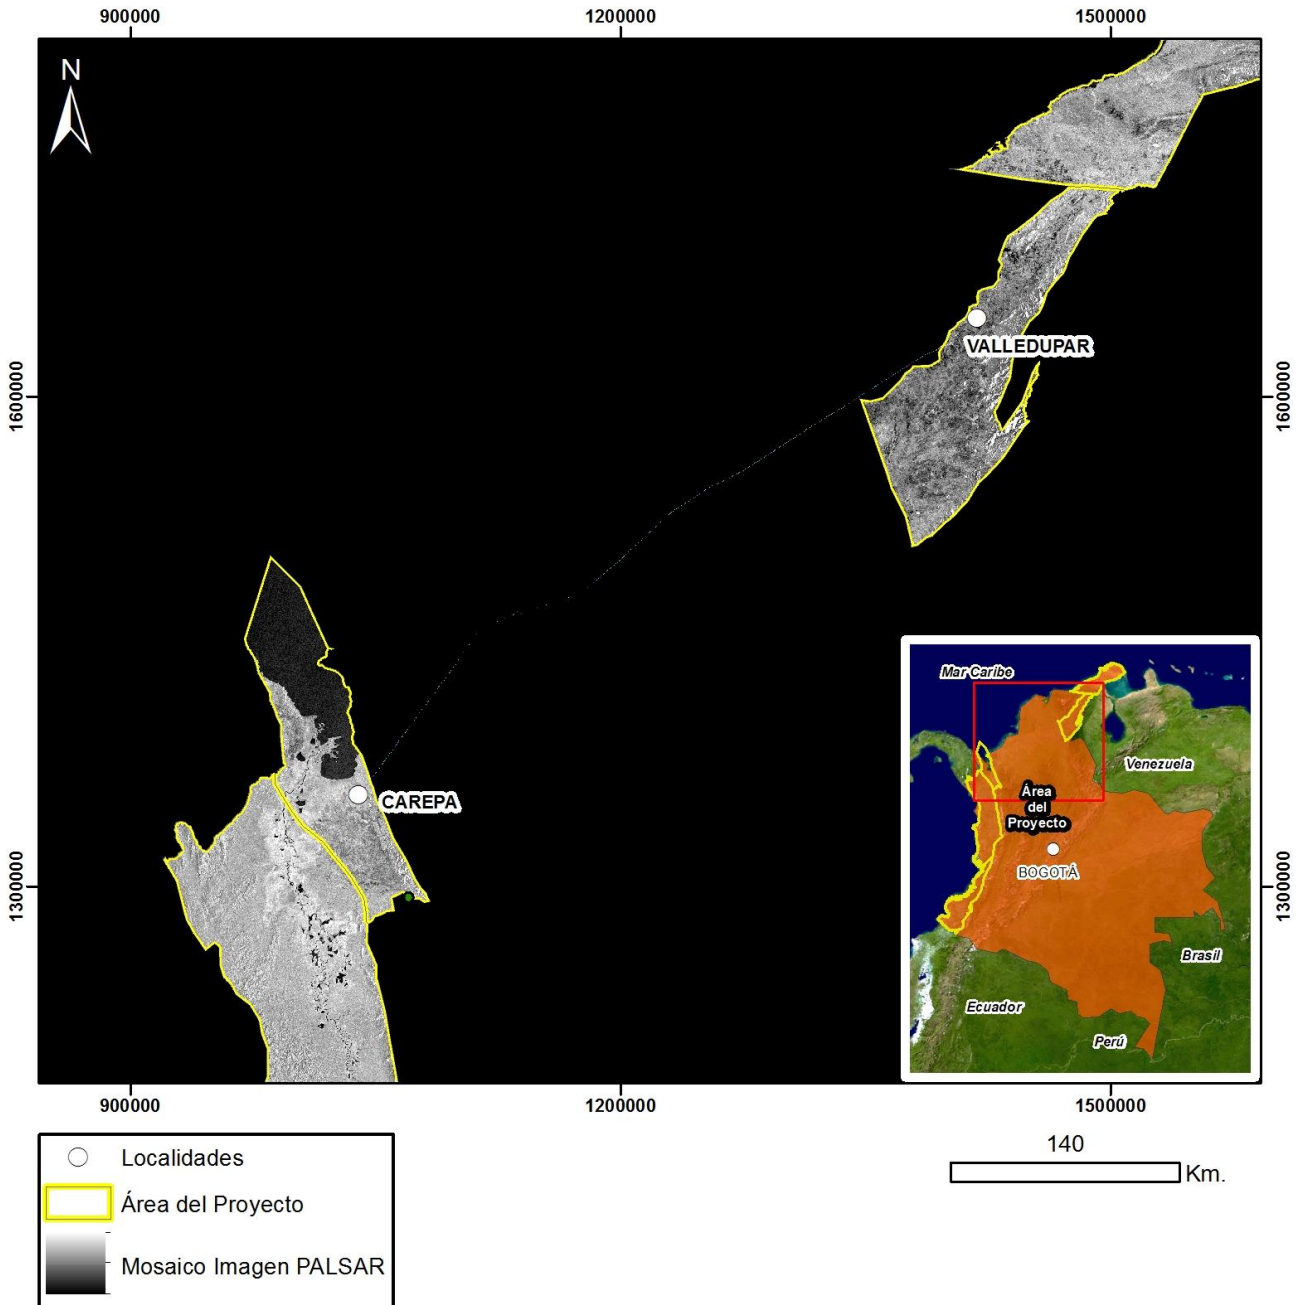 900000
1200000
1500000
N
VALLEDUPAR
1600000
1600000
Mar Caribe
Venezuela
Área
del
Proyecto
BOGOTÁ
CAREPA
1300000
1300000
Brasil
Ecuador
Perú
900000
1200000
1500000
Localidades
Área del Proyecto
Mosaico Imagen PALSAR
140
Km.